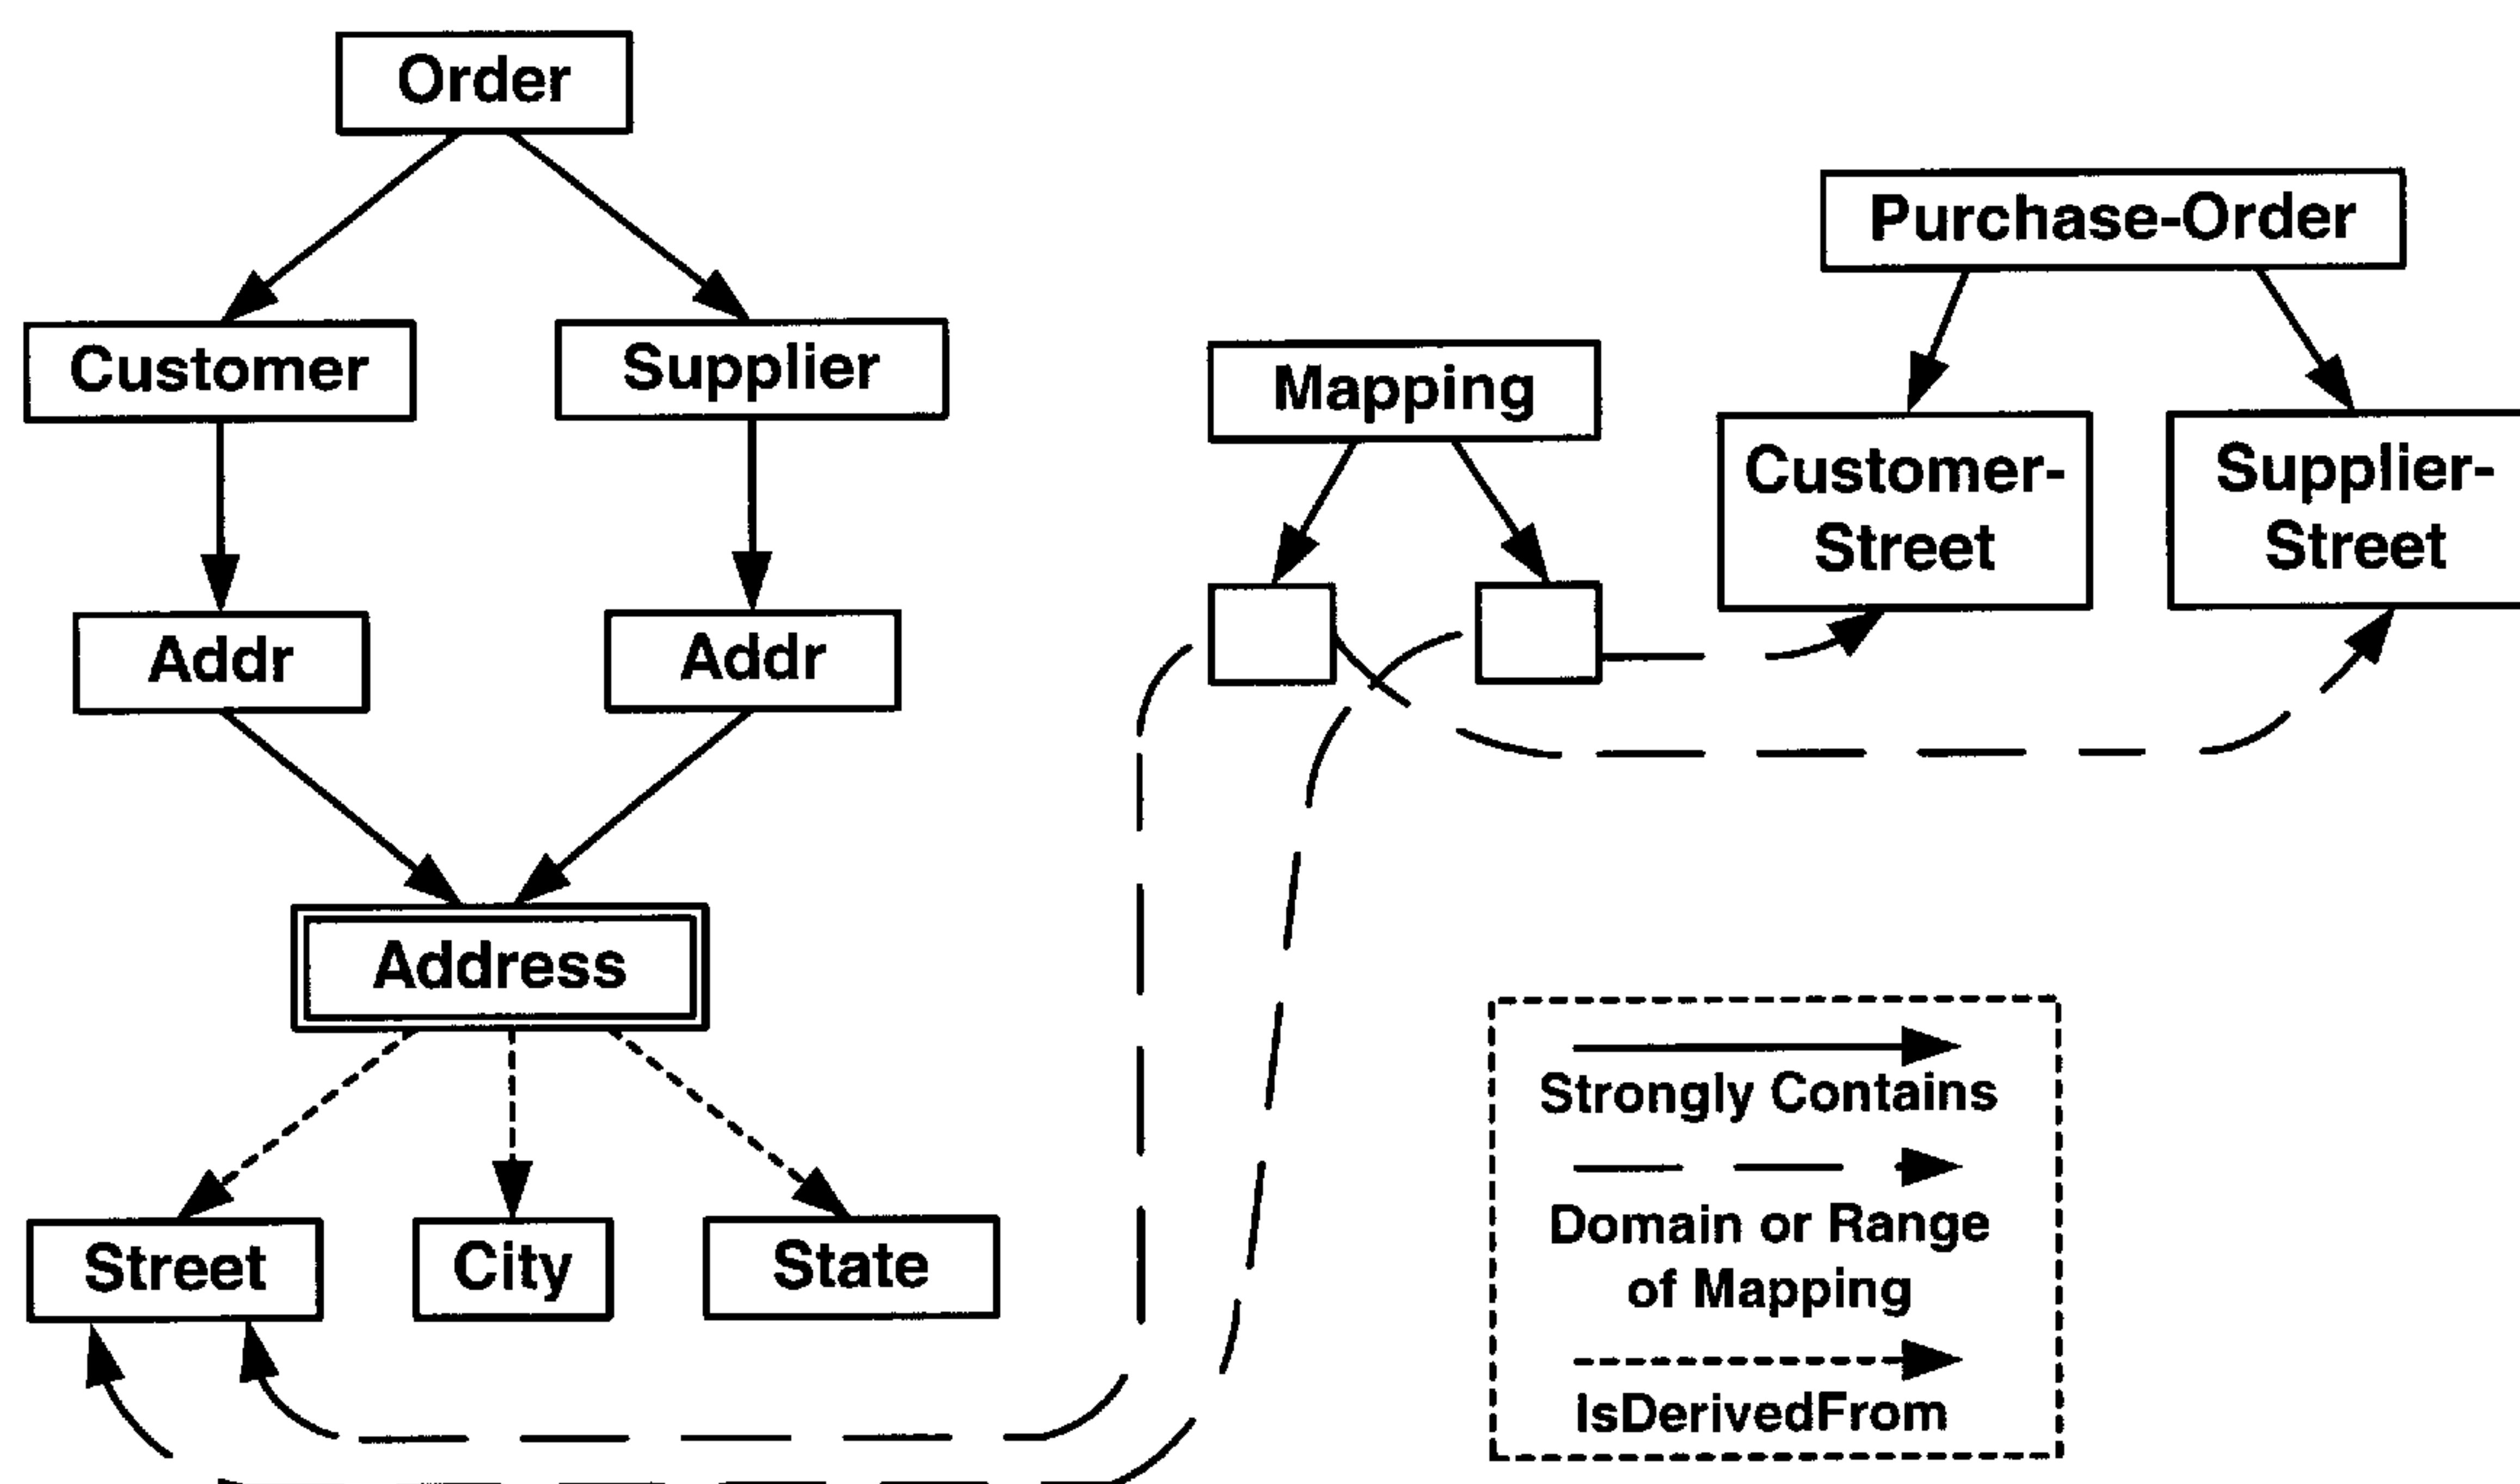 Order
Purchase-Order
Customer
Supplier
Mapping
Customer-
Street
Supplier-
Street
Addr
Addr
Address
Street
City
State
Strongly Contains
Domain or Range
of Mapping
IsDerivedFrom